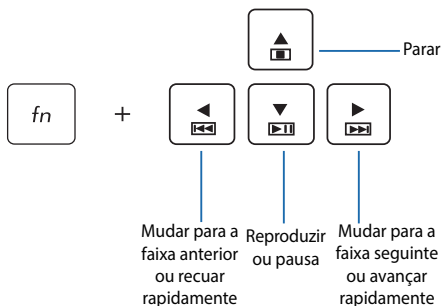 Parar
fn +
Mudar para a
faixa anterior
ou recuar
rapidamente
Reproduzir
ou pausa
Mudar para a
faixa seguinte
ou avançar
rapidamente